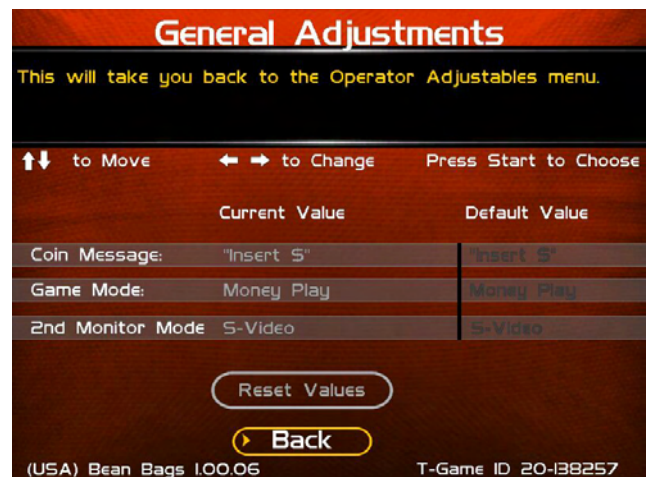 General Adjustments
This will take you back to the Operator Adjustables menu.
to Move to Change Press Start to Choose
Current Value Default Value
Coin Message: "Insert $" "Insert $"
Game Mode: Money Play Money Play
2nd Monitor Mode S-Video S-Video
Reset Values
Back
(USA) Bean Bags 1.00.06 T-Game ID 20-138257